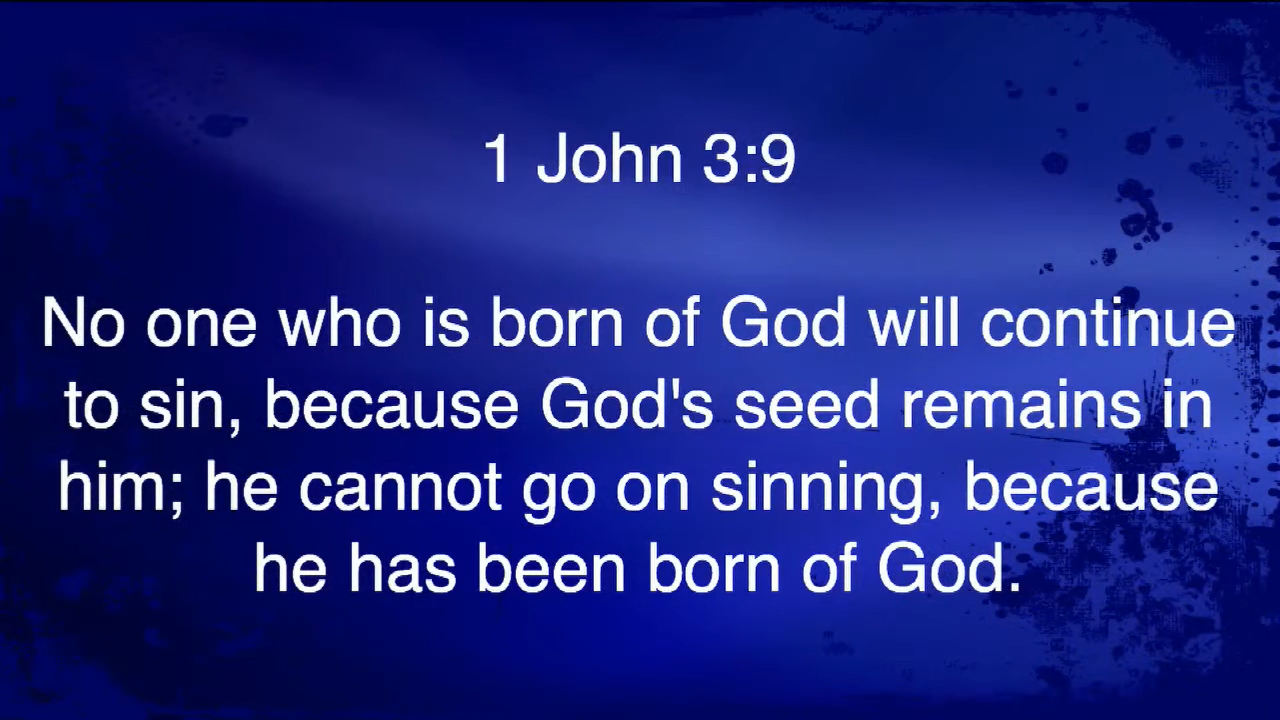 1 John 3:9
No one who is born of God will continue
to sin, because God's seed remains in
him; he cannot go on sinning, because
he has been born of God.